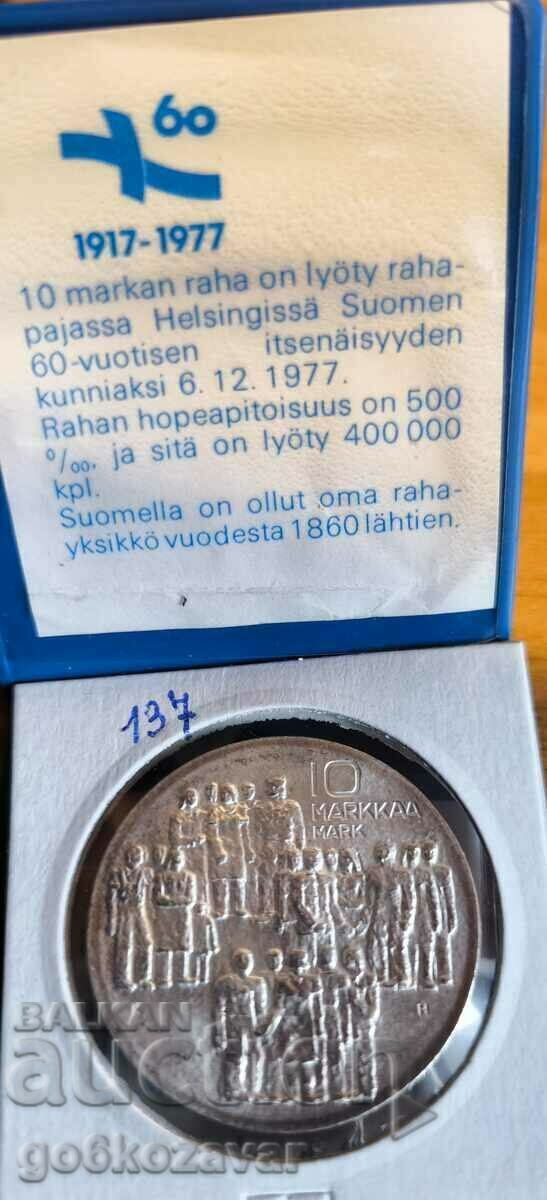 60
1917-1977
10 markan raha on lyöty raha-
pajassa Helsingissä Suomen
60-vuotisen itsenäisyyden
kunniaksi 6.12.1977.
Rahan hopeapitoisuus on 500
º/ₒₒ, ja sitä on lyöty 400 000
kpl.
Suomella on ollut oma raha-
yksikkö vuodesta 1860 lähtien.
137
10
MARKKAA
MARK
H
BALKAN
auction
go6kozavar